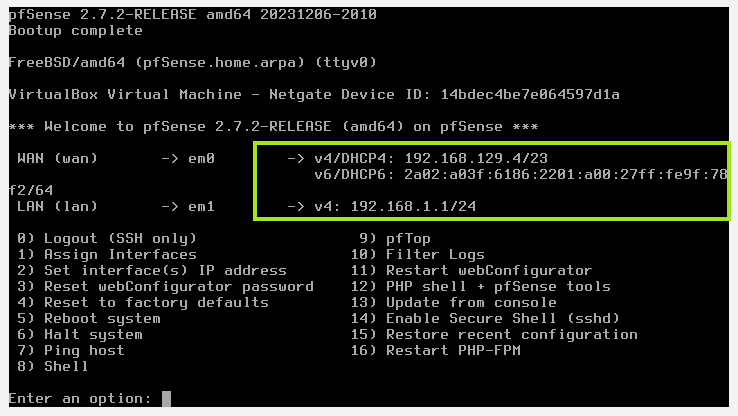 pfSense 2.7.2-RELEASE amd64 20231206-2010
Bootup complete
FreeBSD/amd64 (pfSense.home.arpa) (ttyv0)
VirtualBox Virtual Machine - Netgate Device ID: 14bdec4be7e064597d1a
*** Welcome to pfSense 2.7.2-RELEASE (amd64) on pfSense ***
WAN (wan) -> em0 -> v4/DHCP4: 192.168.129.4/23
v6/DHCP6: 2a02:a03f:6186:2201:a00:27ff:fe9f:78
f2/64
LAN (lan) -> em1 -> v4: 192.168.1.1/24
0) Logout (SSH only) 9) pfTop
1) Assign Interfaces 10) Filter Logs
2) Set interface(s) IP address 11) Restart webConfigurator
3) Reset webConfigurator password 12) PHP shell + pfSense tools
4) Reset to factory defaults 13) Update from console
5) Reboot system 14) Enable Secure Shell (sshd)
6) Halt system 15) Restore recent configuration
7) Ping host 16) Restart PHP-FPM
8) Shell
Enter an option: